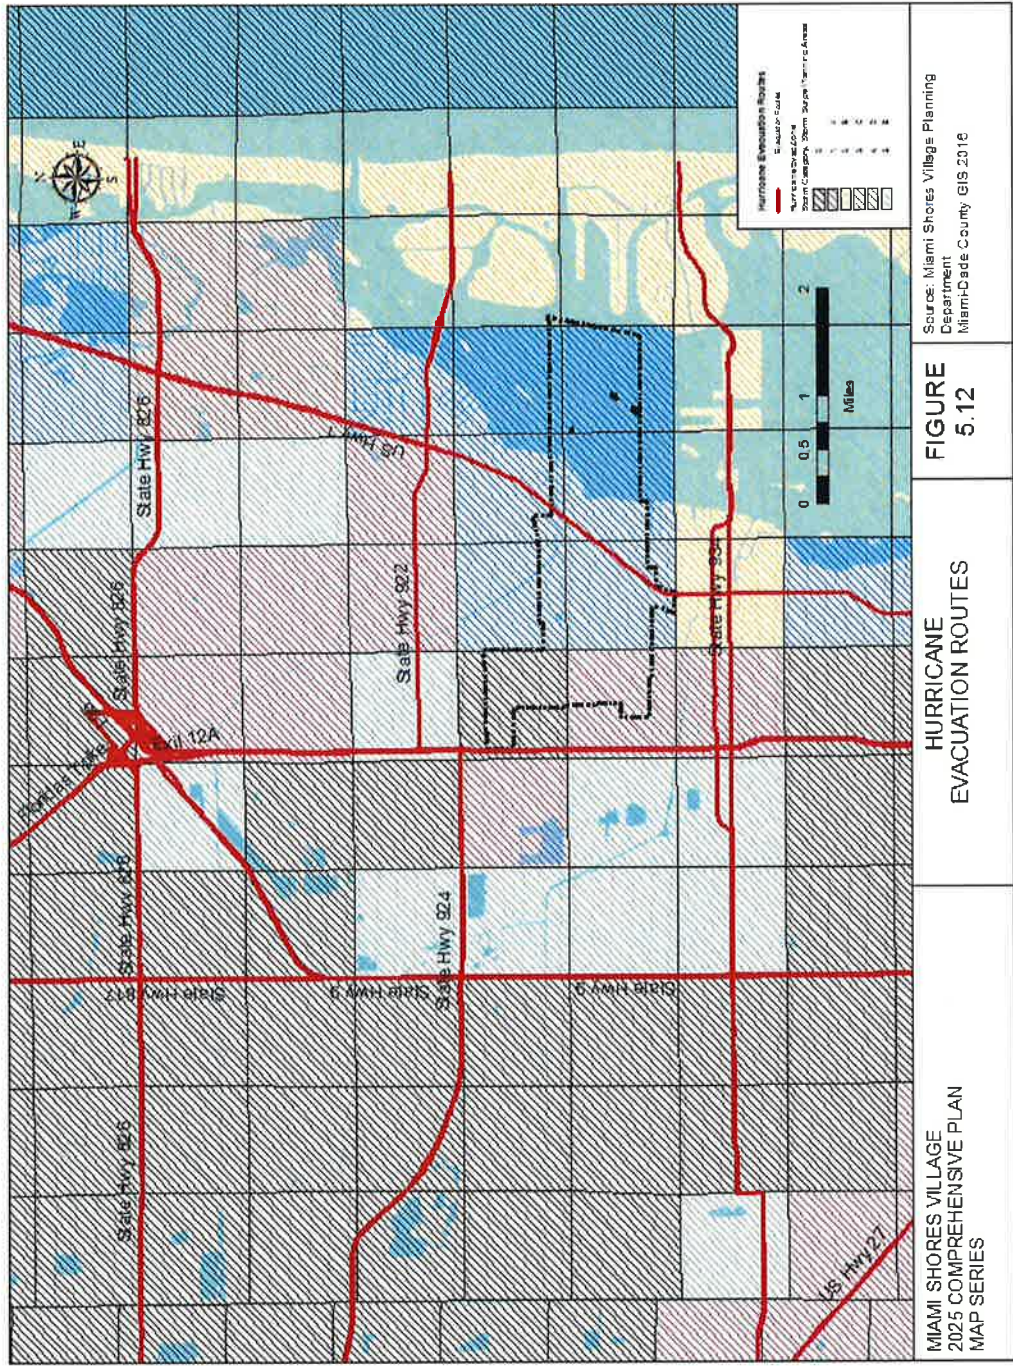 N
W
E
S
Hurricane Evacuation Routes
State Hwy 826
State Hwy 826
State Hwy 826
State Hwy 826
Exit 12A
US Hwy 1
State Hwy 817
State Hwy 9
State Hwy 9
State Hwy 922
State Hwy 924
State Hwy 934
US Hwy 27
0 0.5 1 2
Miles
MIAMI SHORES VILLAGE
2025 COMPREHENSIVE PLAN
MAP SERIES
HURRICANE
EVACUATION ROUTES
FIGURE
5.12
Source: Miami Shores Village Planning
Department
Miami-Dade County GIS 2016